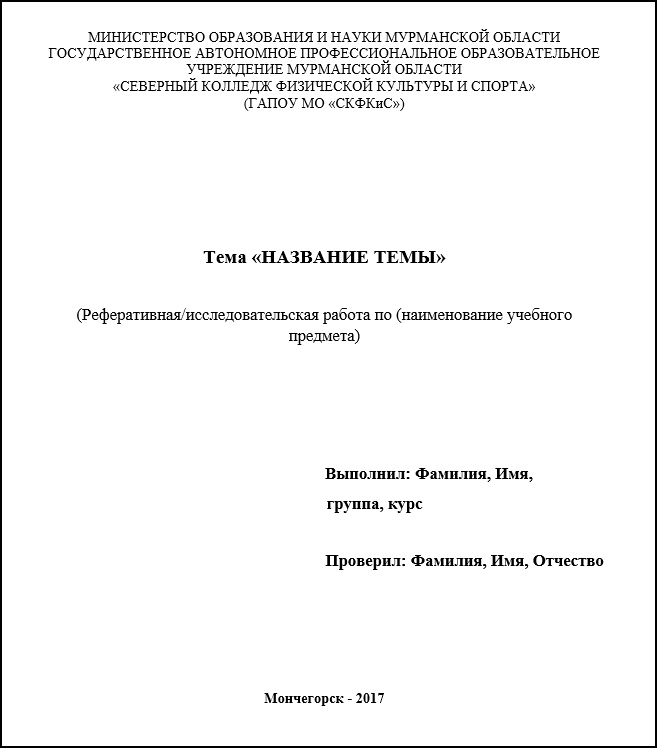 МИНИСТЕРСТВО ОБРАЗОВАНИЯ И НАУКИ МУРМАНСКОЙ ОБЛАСТИ
ГОСУДАРСТВЕННОЕ АВТОНОМНОЕ ПРОФЕССИОНАЛЬНОЕ ОБРАЗОВАТЕЛЬНОЕ
УЧРЕЖДЕНИЕ МУРМАНСКОЙ ОБЛАСТИ
«СЕВЕРНЫЙ КОЛЛЕДЖ ФИЗИЧЕСКОЙ КУЛЬТУРЫ И СПОРТА»
(ГАПОУ МО «СКФКиС»)
Тема «НАЗВАНИЕ ТЕМЫ»
(Реферативная/исследовательская работа по (наименование учебного
предмета)
Выполнил: Фамилия, Имя,
группа, курс
Проверил: Фамилия, Имя, Отчество
Мончегорск - 2017